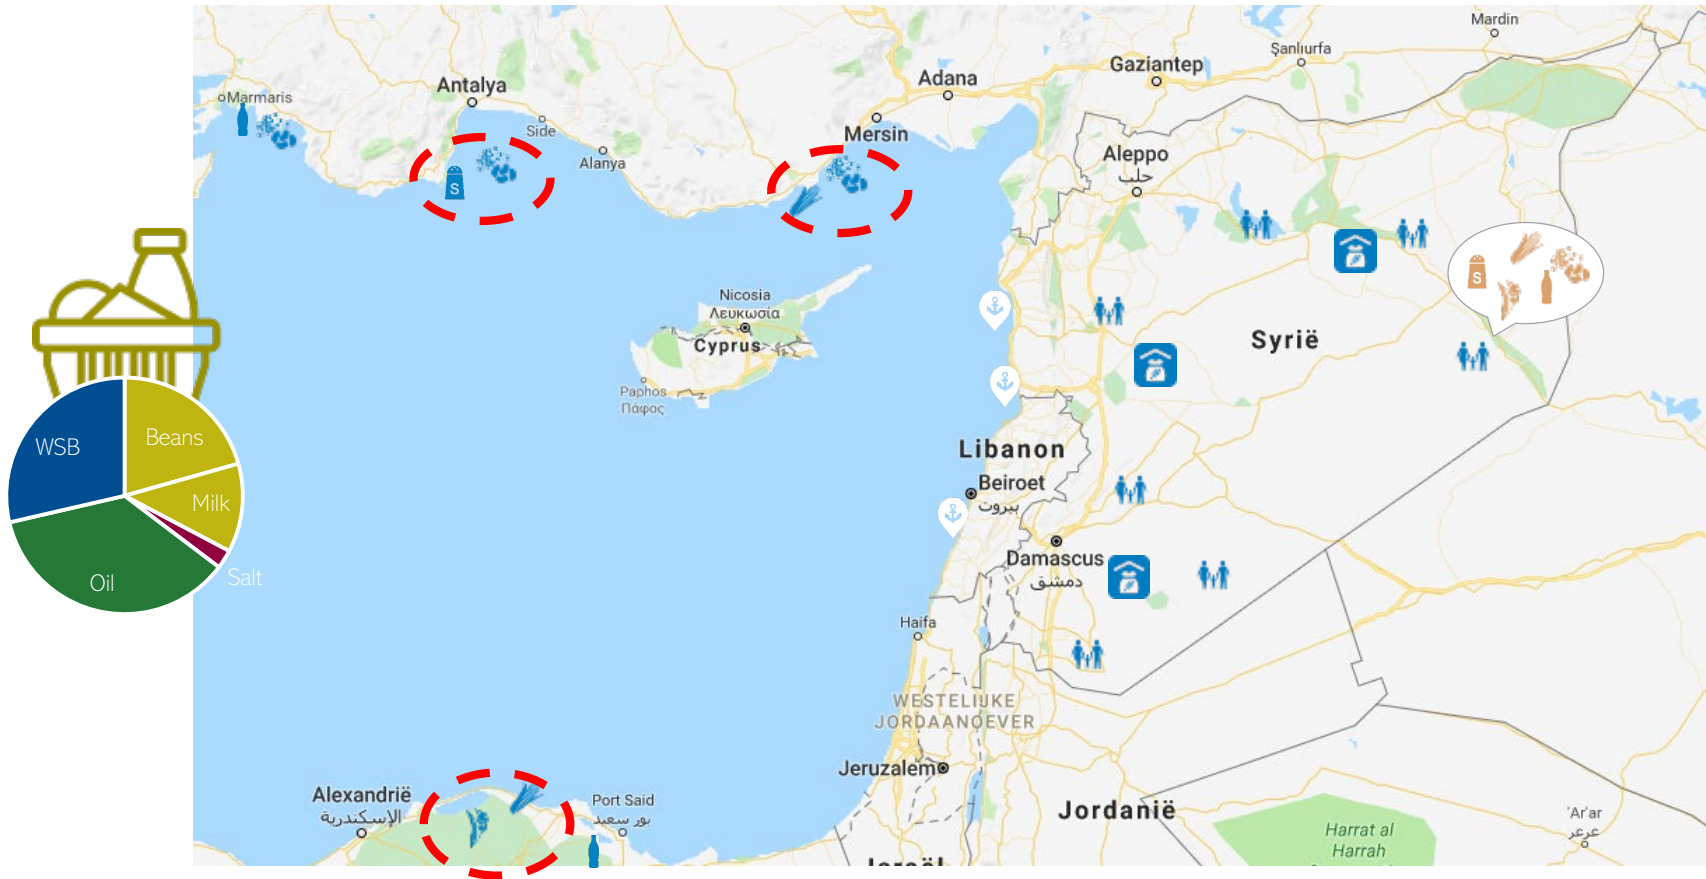 Mardin
Şanlıurfa
Gaziantep
Adana
Antalya
Marmaris
Side
Mersin
Alanya
Aleppo
حلب
S
S
Nicosia
Λευκωσία
Cyprus
Syrië
Paphos
Πάφος
WSB
Beans
Milk
Oil
Salt
Libanon
Beiroet
بيروت
Damascus
دمشق
Haifa
WESTELIJKE
JORDAANOEVER
Jeruzalem
Alexandrië
الإسكندرية
Port Said
بور سعيد
Jordanië
'Ar'ar
عرعر
Harrat al
Harrah
Israël